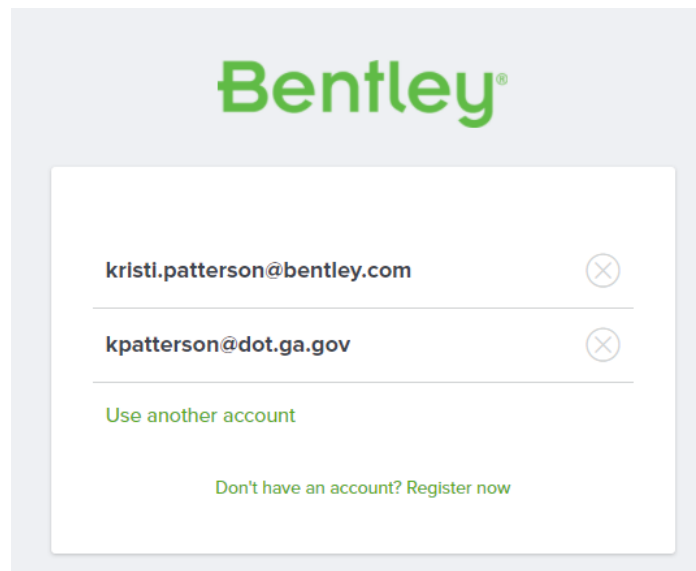 Bentley®
kristi.patterson@bentley.com
kpatterson@dot.ga.gov
Use another account
Don't have an account? Register now